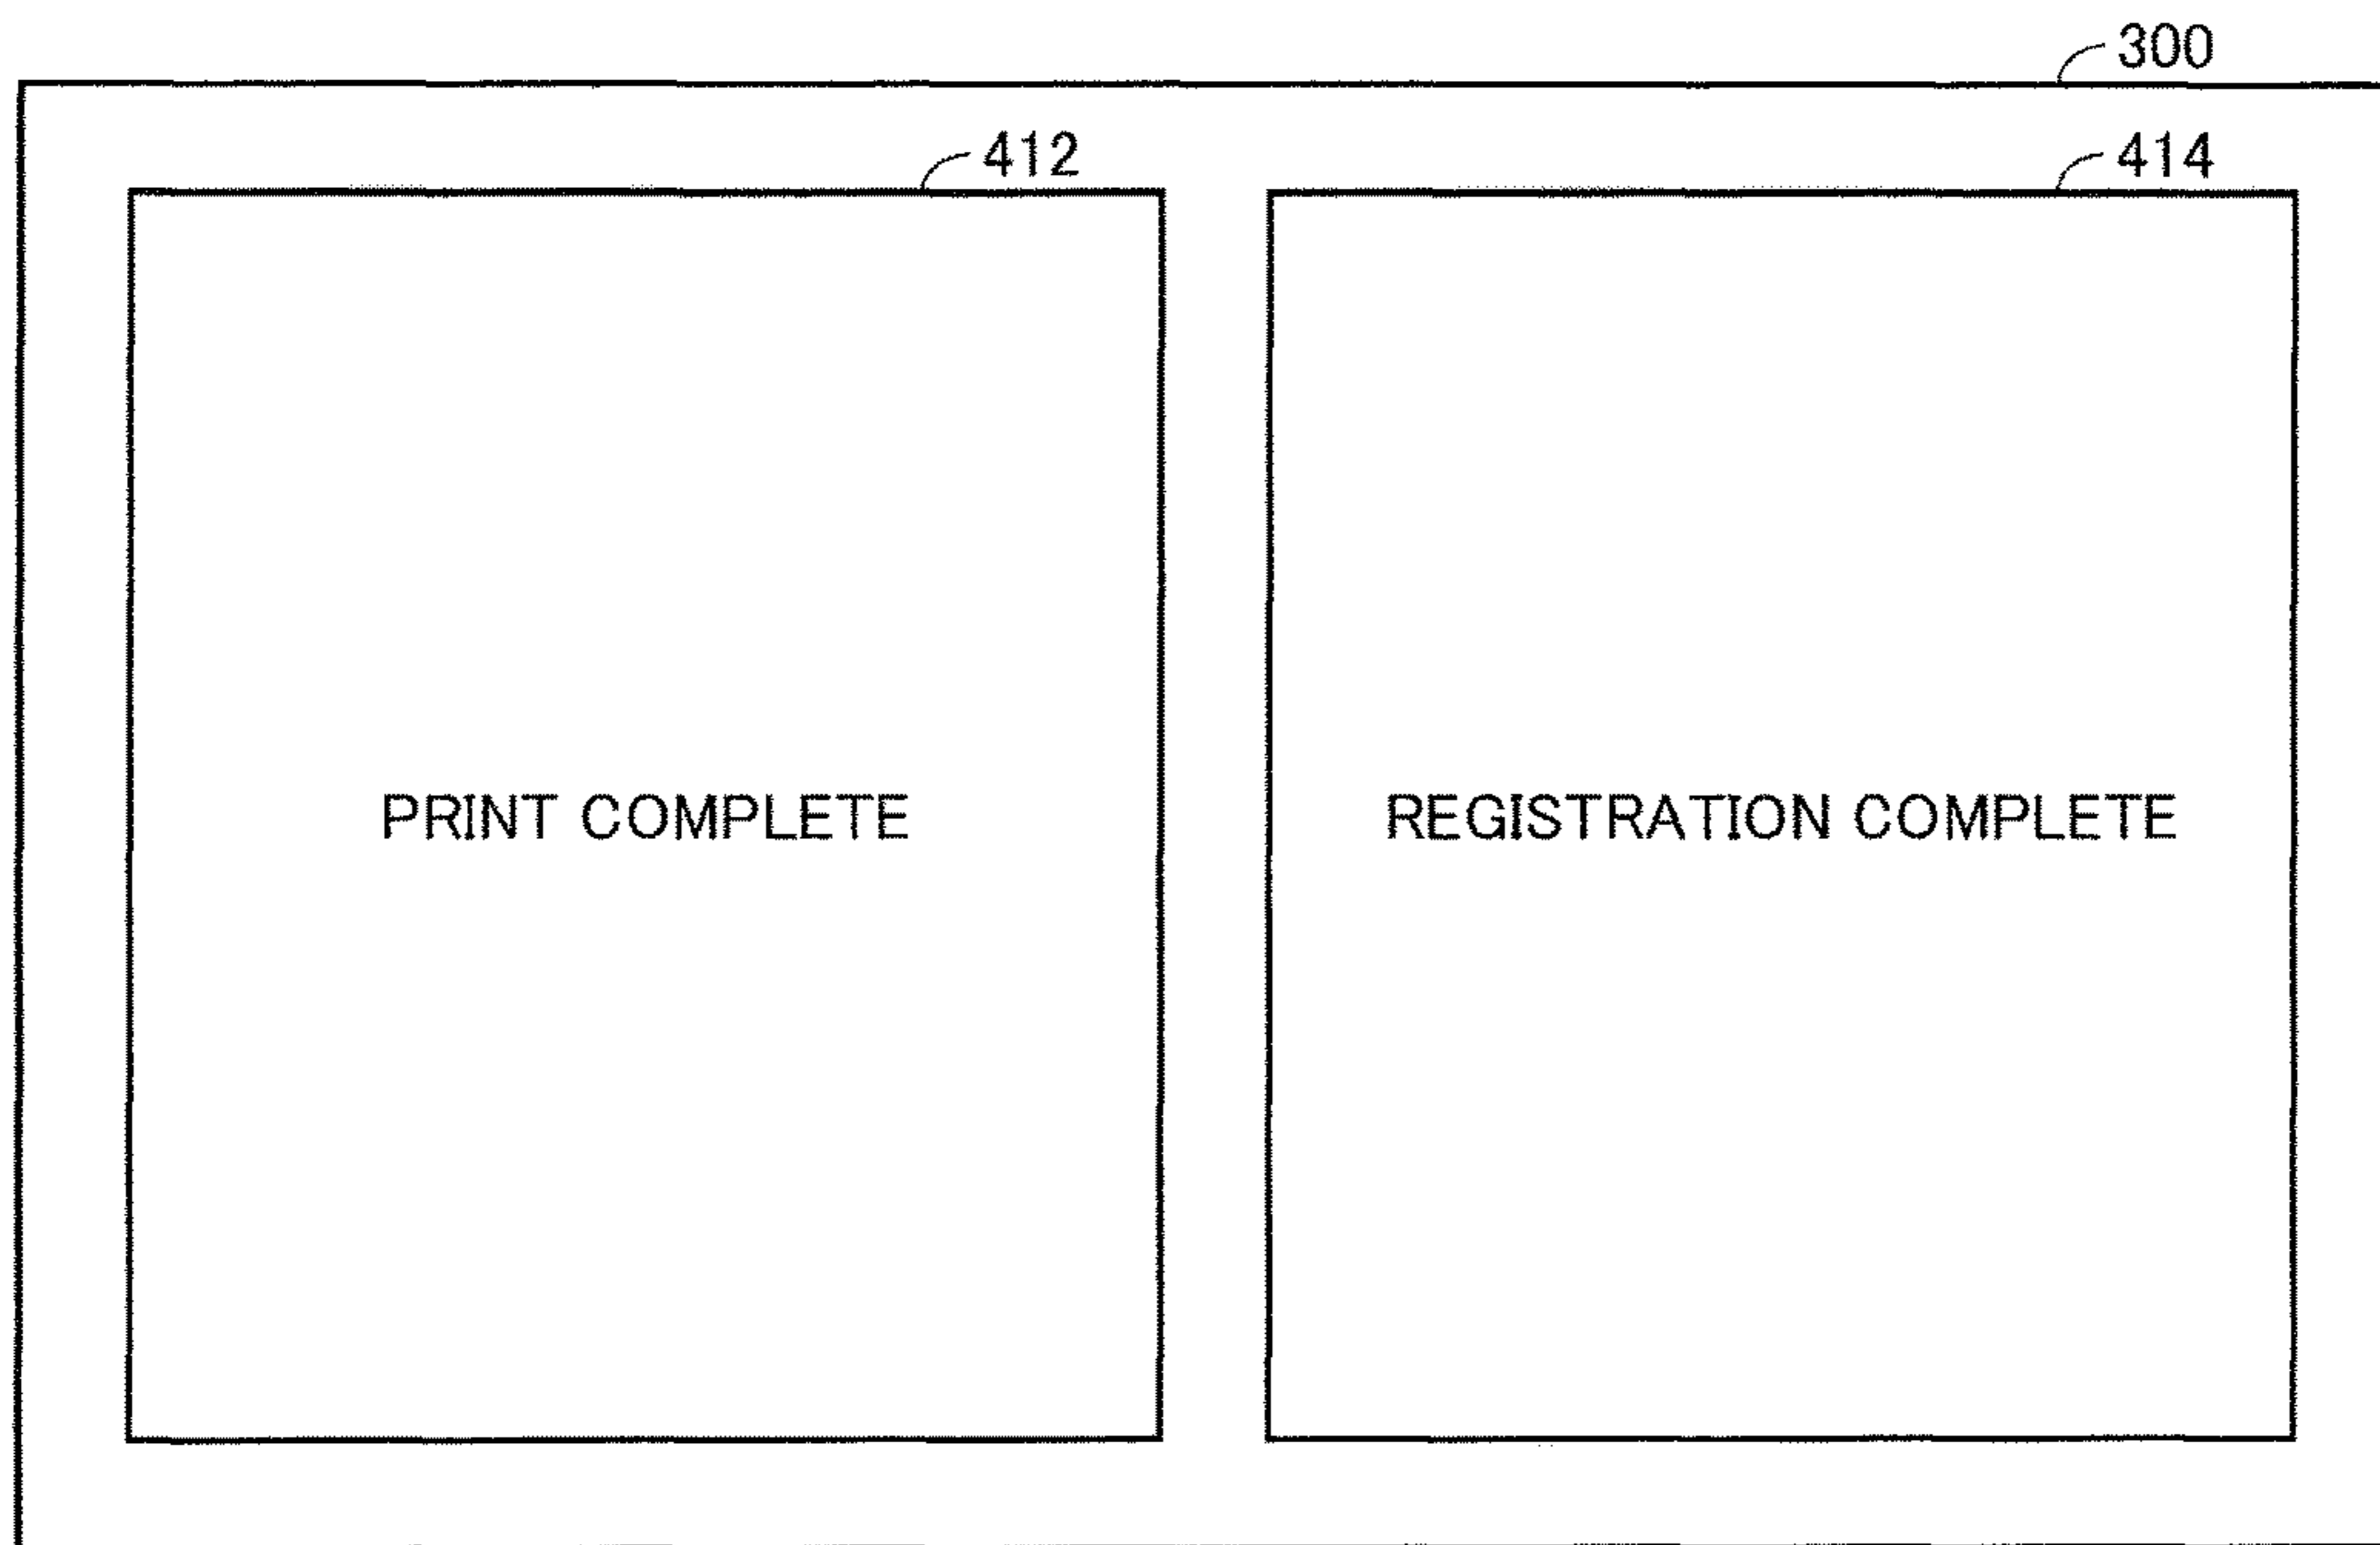 300
412
414
PRINT COMPLETE
REGISTRATION COMPLETE